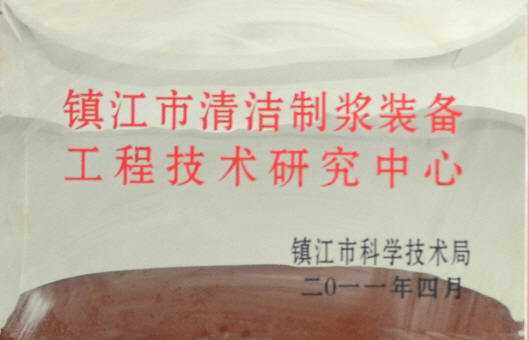 镇江市清洁制浆装备
工程技术研究中心
镇江市科学技术局
二0一一年四月